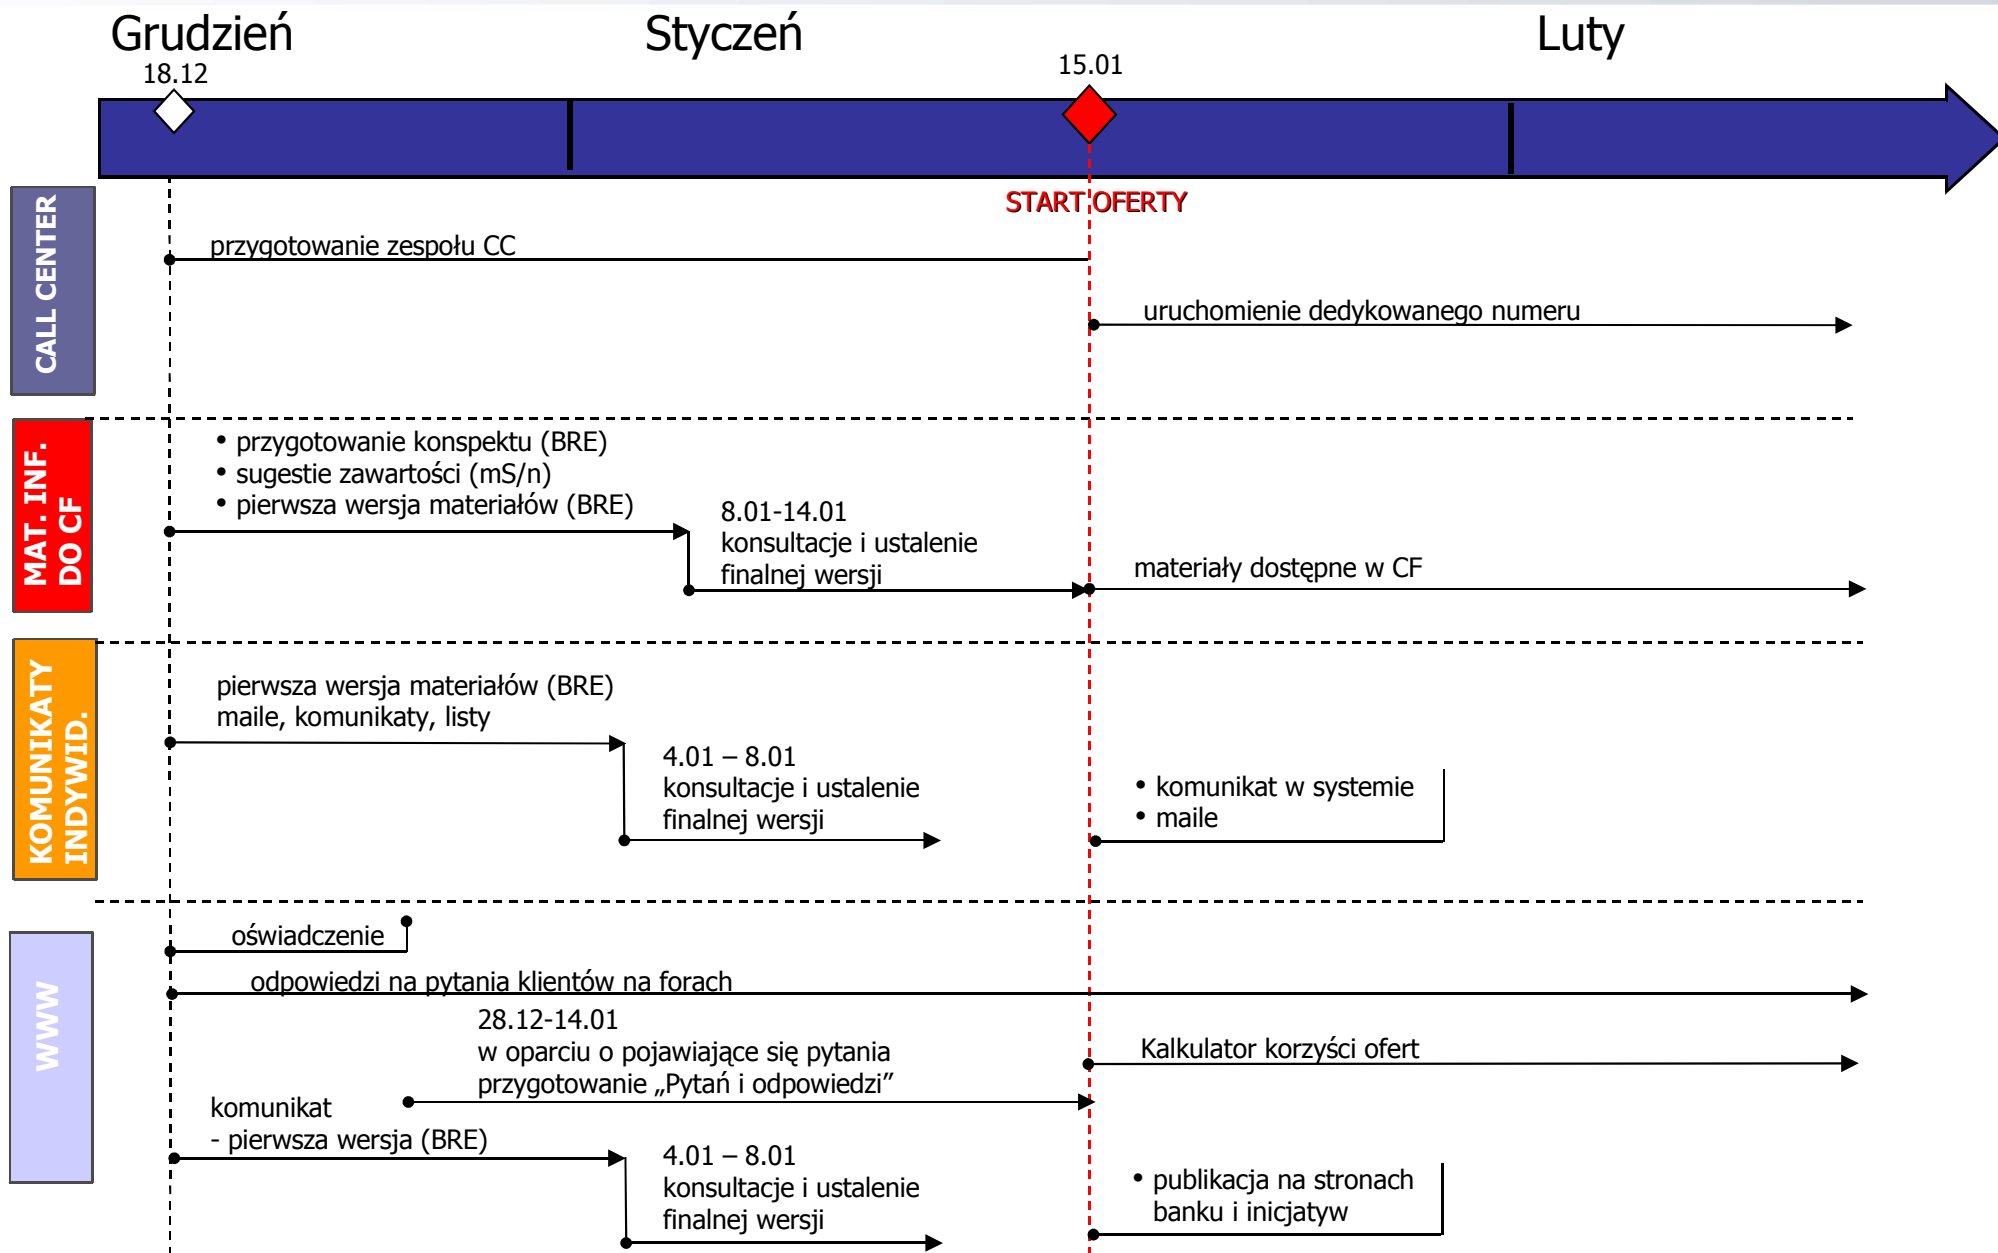 Grudzień
Styczeń
Luty
18.12
15.01
START OFERTY
CALL CENTER
przygotowanie zespołu CC
uruchomienie dedykowanego numeru
MAT. INF.
DO CF
• przygotowanie konspektu (BRE)
• sugestie zawartości (mS/n)
• pierwsza wersja materiałów (BRE)
8.01-14.01
konsultacje i ustalenie
finalnej wersji
materiały dostępne w CF
KOMUNIKATY
INDYWID.
pierwsza wersja materiałów (BRE)
maile, komunikaty, listy
4.01 – 8.01
konsultacje i ustalenie
finalnej wersji
• komunikat w systemie
• maile
WWW
oświadczenie
odpowiedzi na pytania klientów na forach
28.12-14.01
w oparciu o pojawiające się pytania
przygotowanie „Pytań i odpowiedzi”
Kalkulator korzyści ofert
komunikat
- pierwsza wersja (BRE)
4.01 – 8.01
konsultacje i ustalenie
finalnej wersji
• publikacja na stronach
banku i inicjatyw